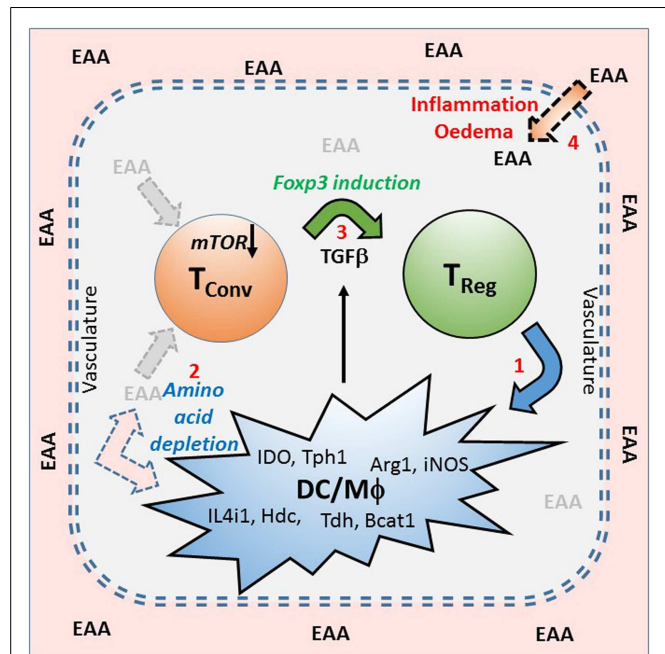 EAA
EAA
EAA
EAA
Inflammation
Oedema
4
EAA
EAA
EAA
Foxp3 induction
EAA
EAA
mTOR
3
TConv
TGFβ
TReg
Vasculature
Vasculature
1
2
EAA
Amino
acid
depletion
EAA
EAA
IDO, Tph1
Arg1, iNOS
DC/Mϕ
EAA
IL4i1, Hdc,
Tdh, Bcat1
EAA
EAA
EAA